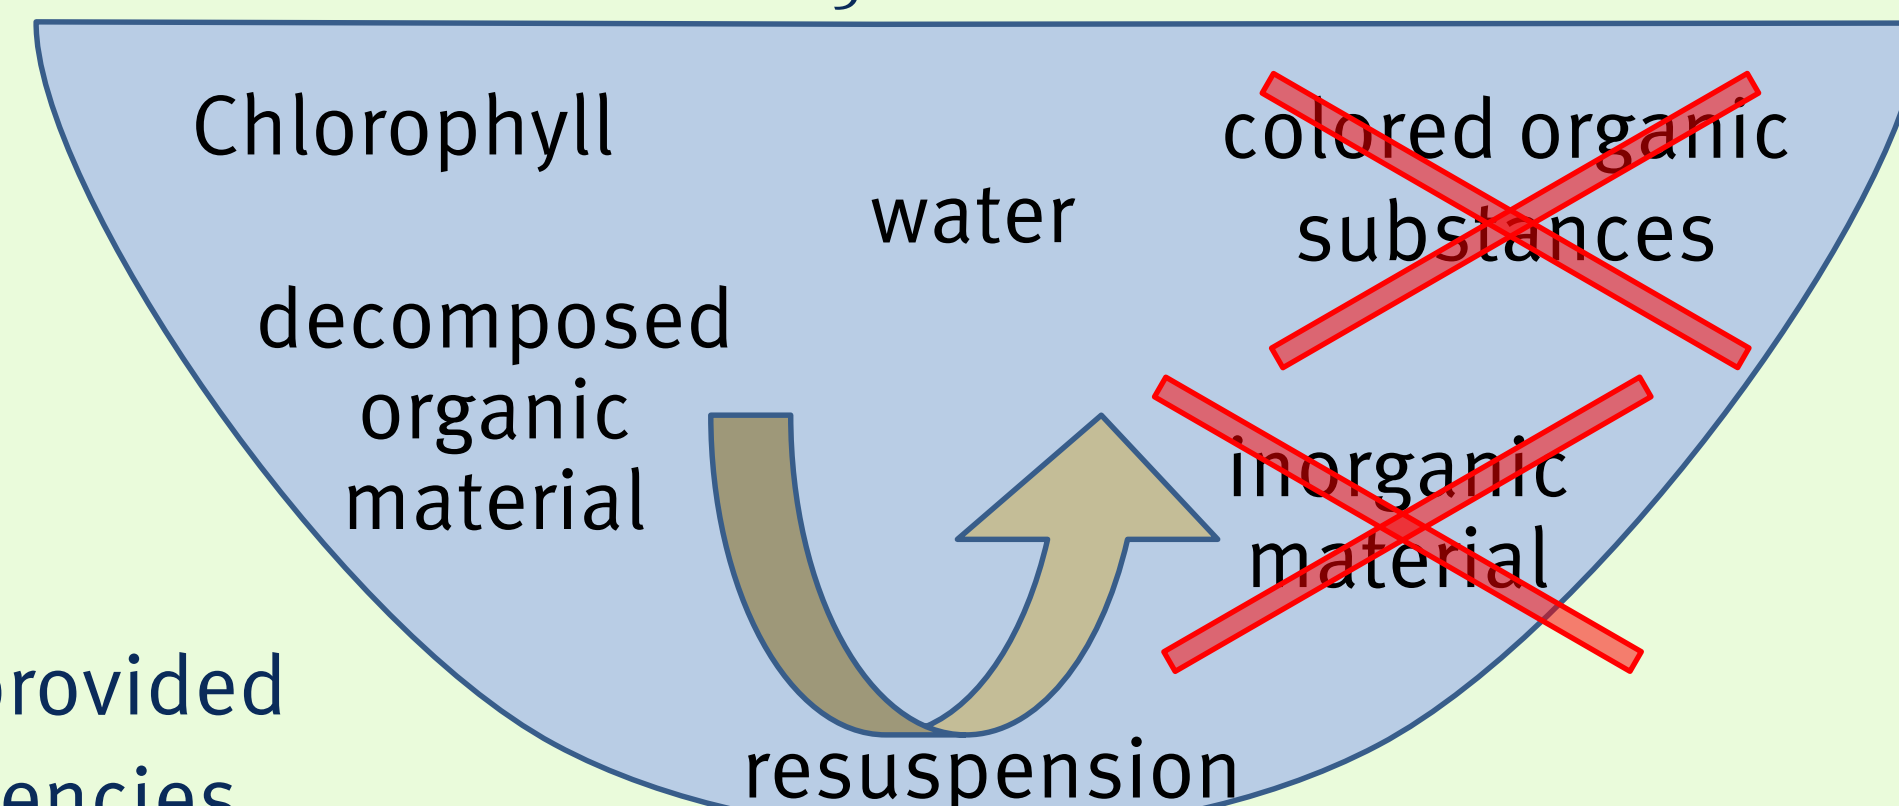 Chlorophyll
colored organic
substances
water
decomposed
organic
material
inorganic
material
resuspension